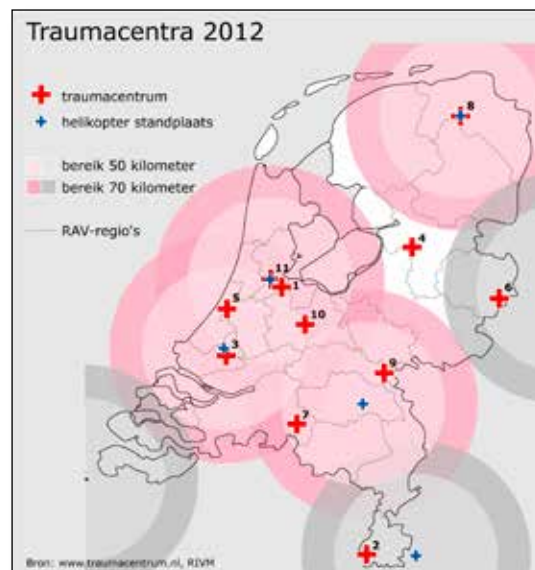 Traumacentra 2012
traumacentrum
helikopter standplaats
bereik 50 kilometer
bereik 70 kilometer
RAV-regio's
8
4
11
1
6
5
10
3
9
7
2
Bron: www.traumacentrum.nl, RIVM